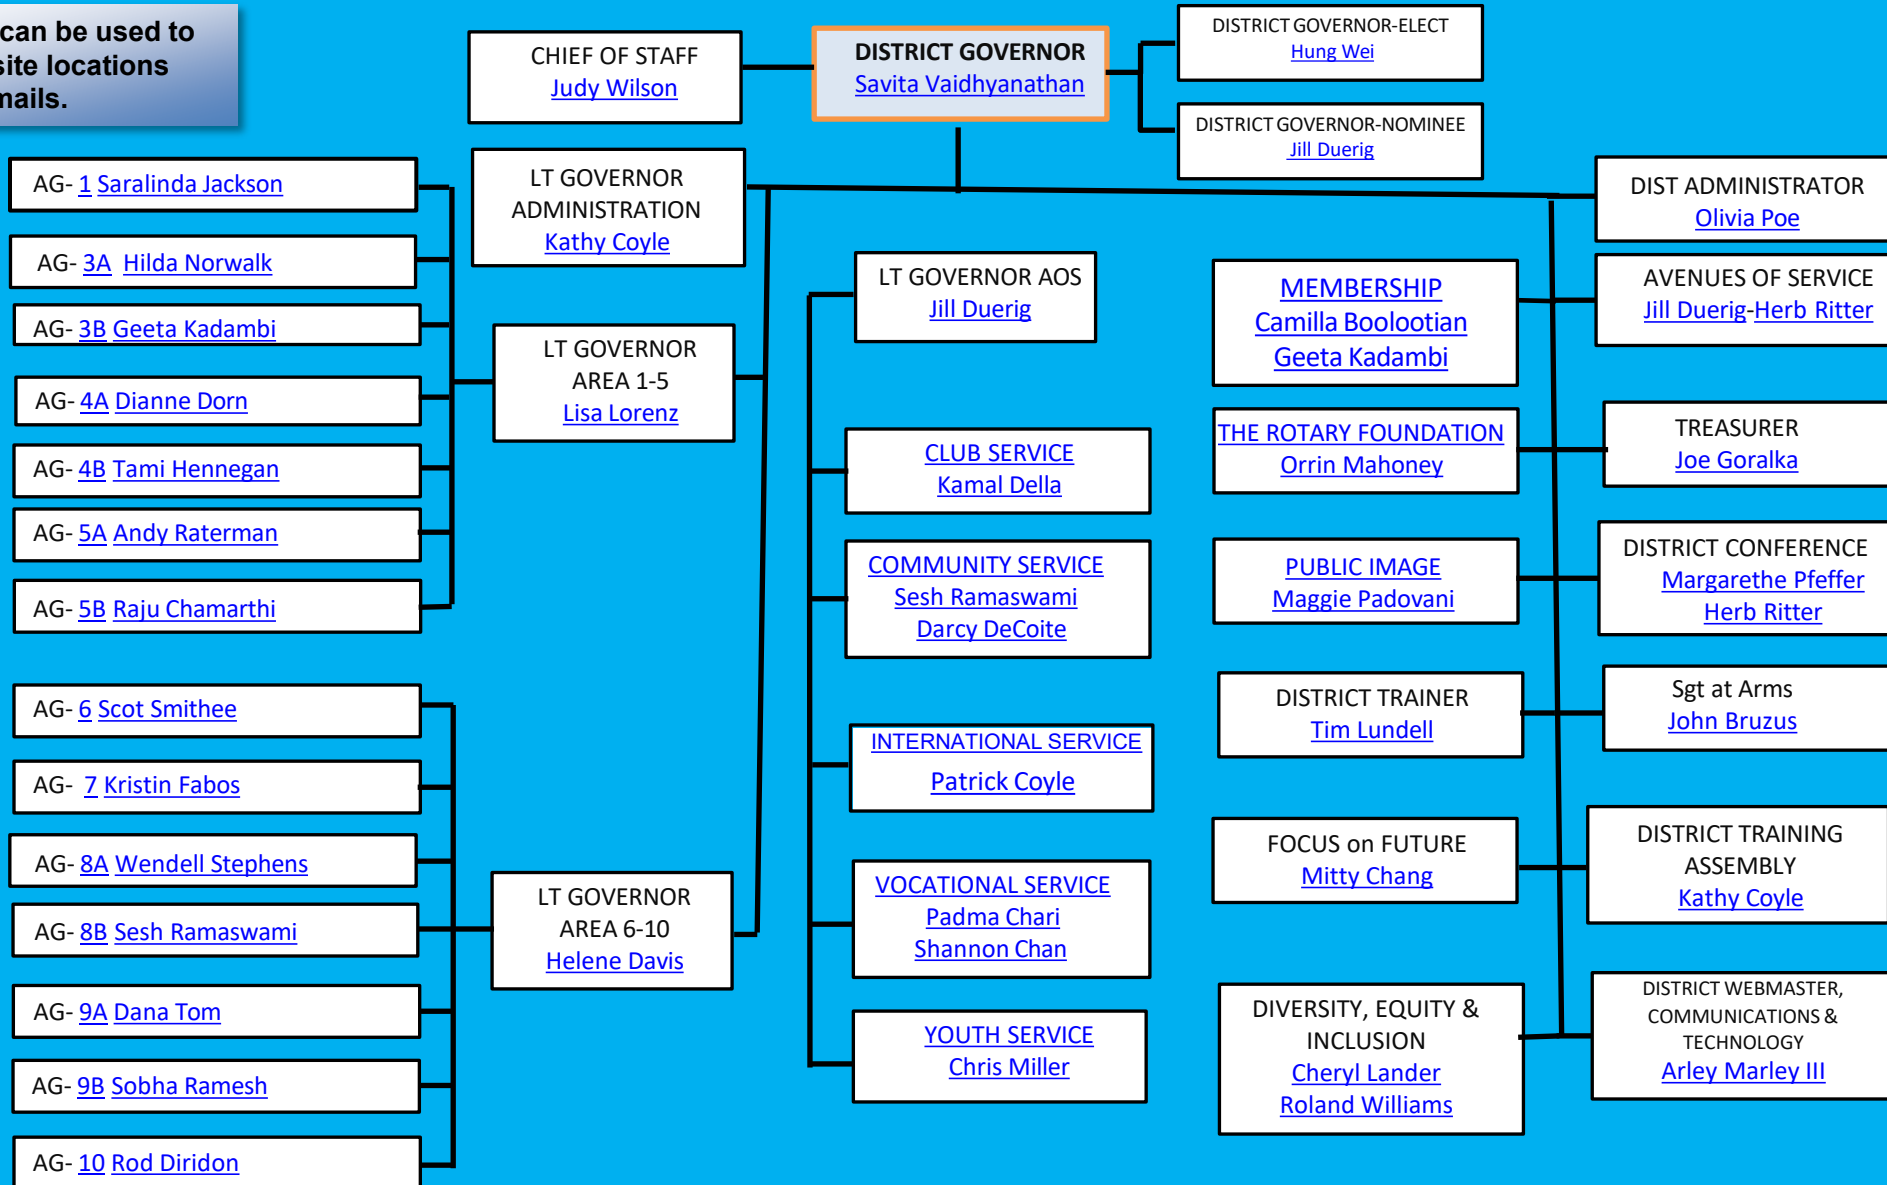 can be used to
site locations
mails.
CHIEF OF STAFF
Judy Wilson
DISTRICT GOVERNOR
Savita Vaidhyanathan
DISTRICT GOVERNOR-ELECT
Hung Wei
DISTRICT GOVERNOR-NOMINEE
Jill Duerig
AG- 1 Saralinda Jackson
AG- 3A Hilda Norwalk
AG- 3B Geeta Kadambi
AG- 4A Dianne Dorn
AG- 4B Tami Hennegan
AG- 5A Andy Raterman
AG- 5B Raju Chamarthi
AG- 6 Scot Smithee
AG- 7 Kristin Fabos
AG- 8A Wendell Stephens
AG- 8B Sesh Ramaswami
AG- 9A Dana Tom
AG- 9B Sobha Ramesh
AG- 10 Rod Diridon
LT GOVERNOR
ADMINISTRATION
Kathy Coyle
LT GOVERNOR
AREA 1-5
Lisa Lorenz
LT GOVERNOR
AREA 6-10
Helene Davis
LT GOVERNOR AOS
Jill Duerig
CLUB SERVICE
Kamal Della
COMMUNITY SERVICE
Sesh Ramaswami
Darcy DeCoite
INTERNATIONAL SERVICE
Patrick Coyle
VOCATIONAL SERVICE
Padma Chari
Shannon Chan
YOUTH SERVICE
Chris Miller
MEMBERSHIP
Camilla Boolootian
Geeta Kadambi
THE ROTARY FOUNDATION
Orrin Mahoney
PUBLIC IMAGE
Maggie Padovani
DISTRICT TRAINER
Tim Lundell
FOCUS on FUTURE
Mitty Chang
DIVERSITY, EQUITY &
INCLUSION
Cheryl Lander
Roland Williams
DIST ADMINISTRATOR
Olivia Poe
AVENUES OF SERVICE
Jill Duerig-Herb Ritter
TREASURER
Joe Goralka
DISTRICT CONFERENCE
Margarethe Pfeffer
Herb Ritter
Sgt at Arms
John Bruzus
DISTRICT TRAINING
ASSEMBLY
Kathy Coyle
DISTRICT WEBMASTER,
COMMUNICATIONS &
TECHNOLOGY
Arley Marley III